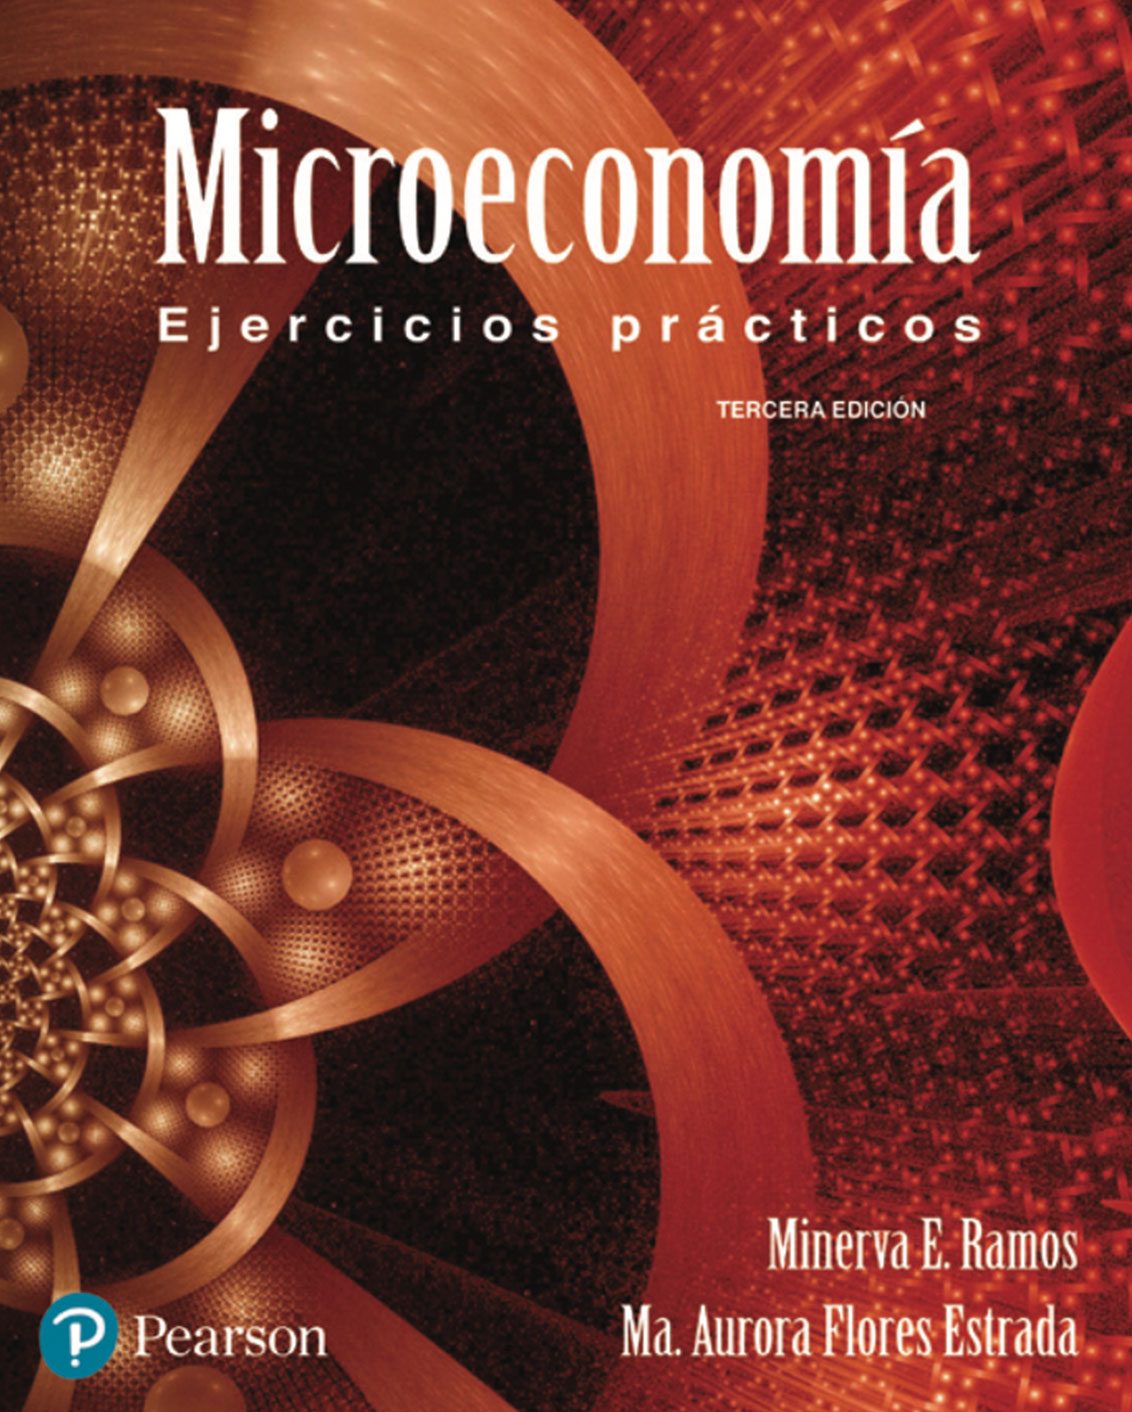 Microeconomía
Ejercicios prácticos
TERCERA EDICIÓN
Minerva E. Ramos
Ma. Aurora Flores Estrada
Pearson